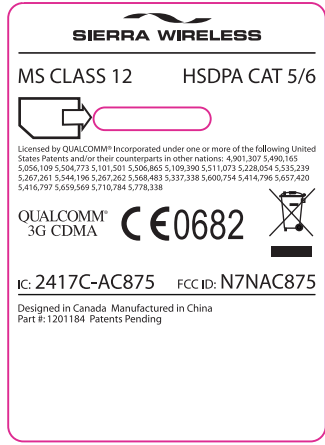 SIERRA WIRELESS
MS CLASS 12 HSDPA CAT 5/6
Licensed by QUALCOMM® Incorporated under one or more of the following United
States Patents and/or their counterparts in other nations: 4,901,307 5,490,165
5,056,109 5,504,773 5,101,501 5,506,865 5,109,390 5,511,073 5,228,054 5,535,239
5,267,261 5,544,196 5,267,262 5,568,483 5,337,338 5,600,754 5,414,796 5,657,420
5,416,797 5,659,569 5,710,784 5,778,338
QUALCOMM®
3G CDMA
CE0682
IC: 2417C-AC875 FCC ID: N7NAC875
Designed in Canada Manufactured in China
Part #: 1201184 Patents Pending